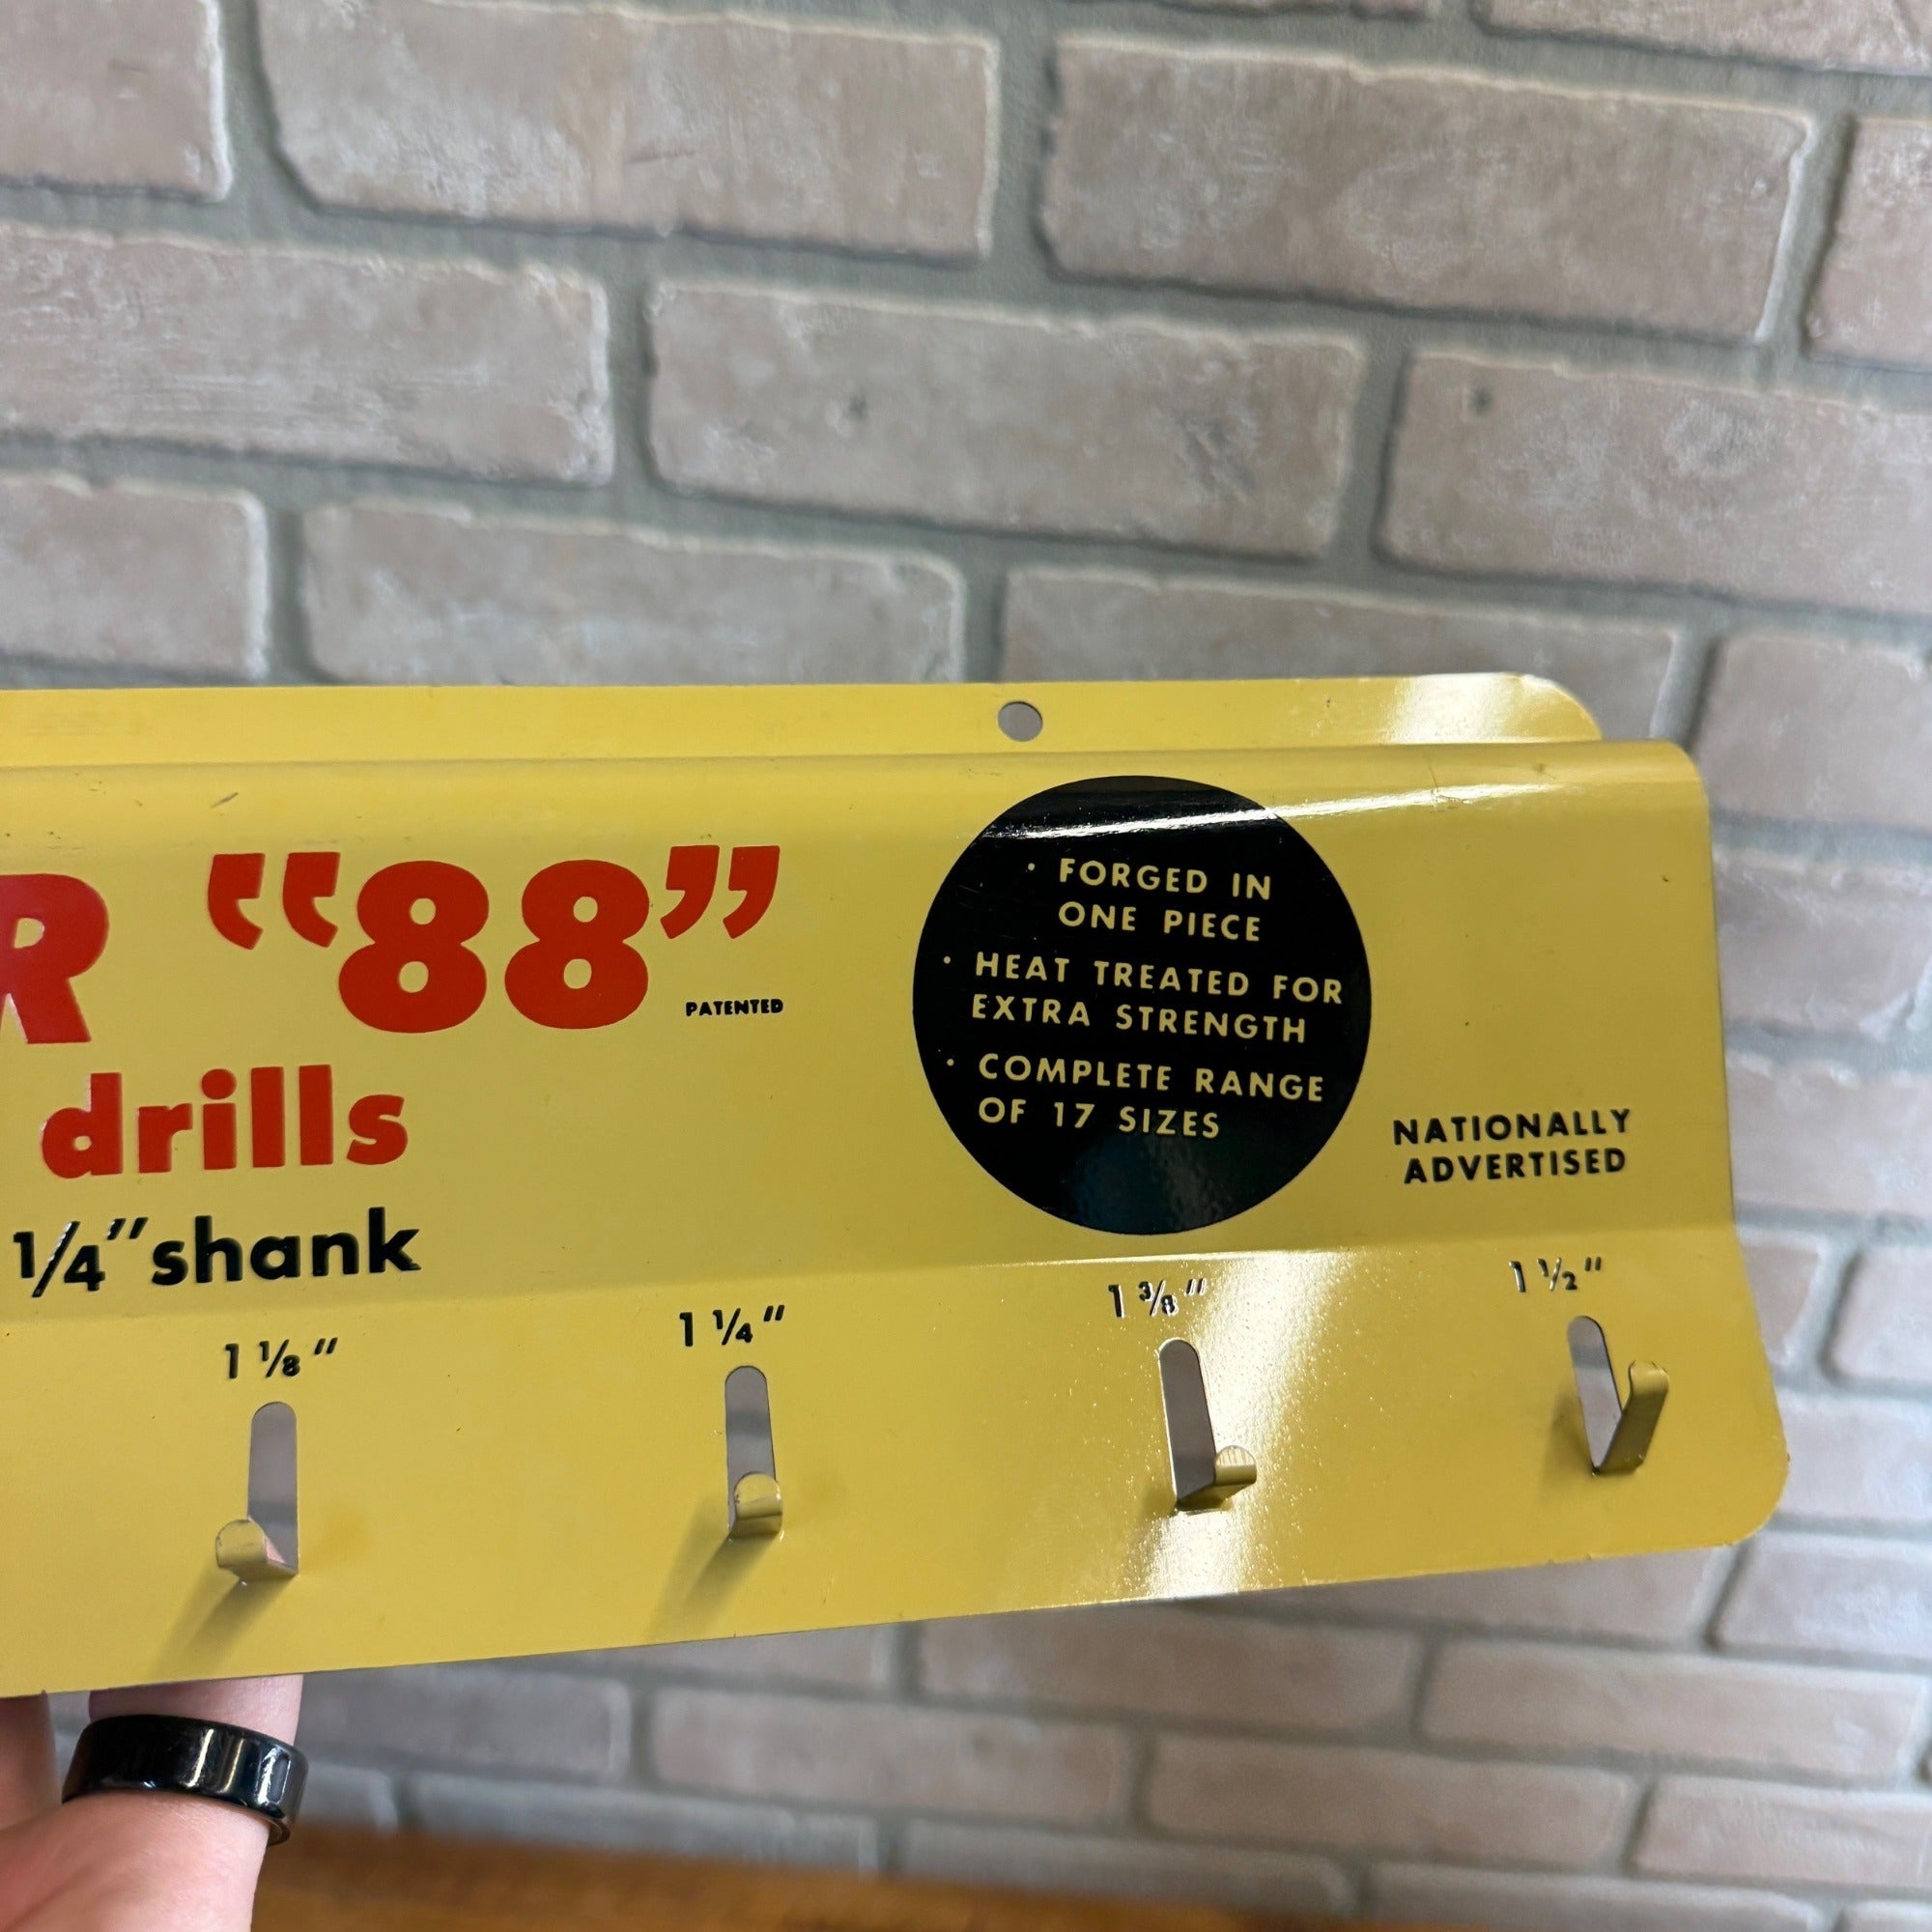 R “88”
PATENTED
drills
1/4" shank
• FORGED IN
ONE PIECE
• HEAT TREATED FOR
EXTRA STRENGTH
• COMPLETE RANGE
OF 17 SIZES
NATIONALLY
ADVERTISED
1 1/8" 1 1/4" 1 3/8" 1 1/2"